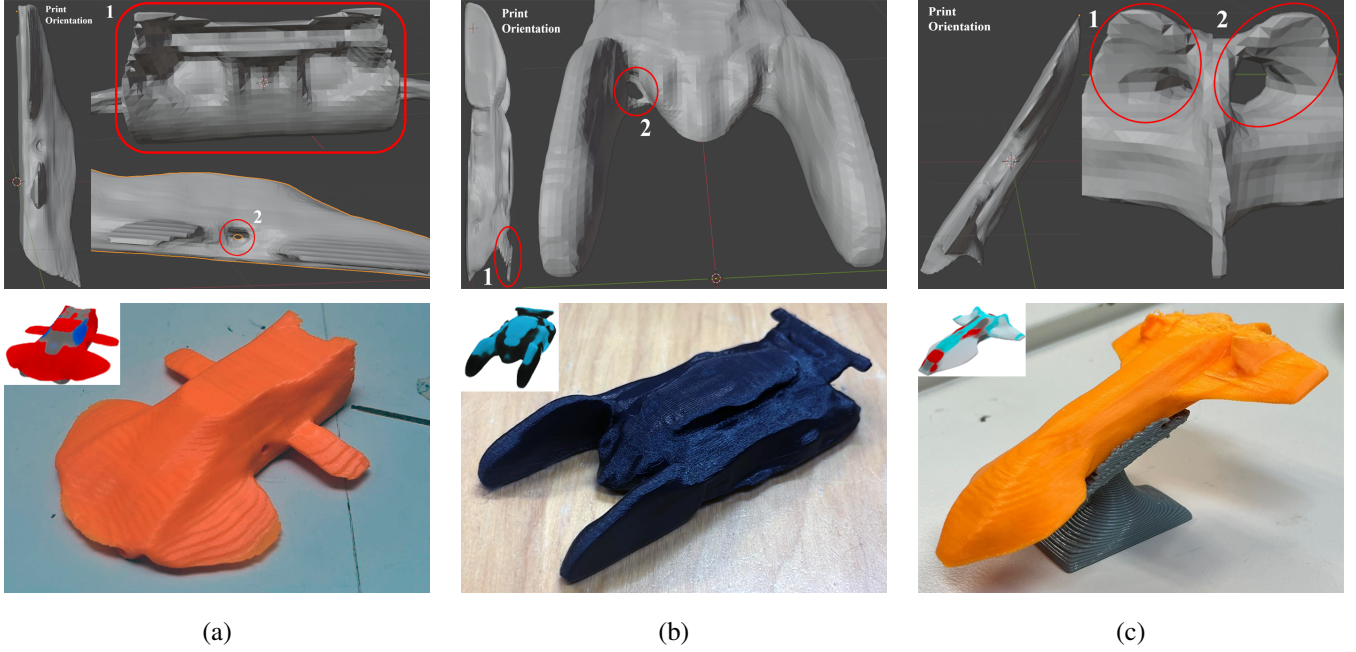 Print
Orientation
1
2
Print
Orientation
2
1
Print
Orientation
1
2
(a)
(b)
(c)